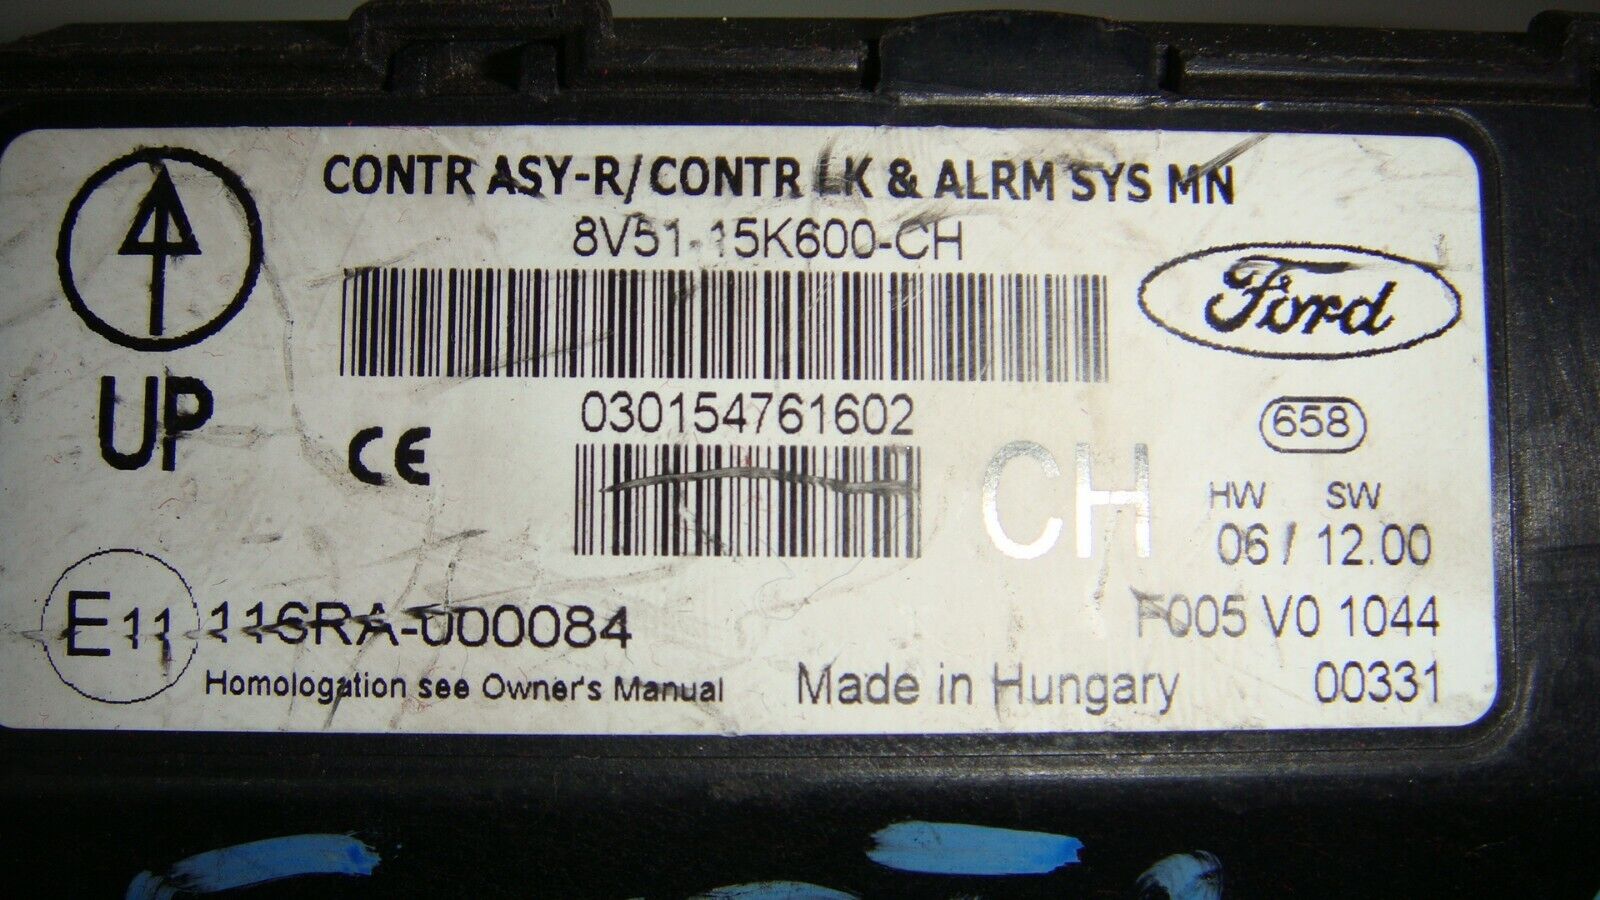 CONTR ASY-R/CONTR LK & ALRM SYS MN
8V51-15K600-CH
Ford
UP
CE
030154761602
CH
658
HW SW
06 / 12.00
E11 116RA-000084
F005 V0 1044
Homologation see Owner's Manual
Made in Hungary
00331